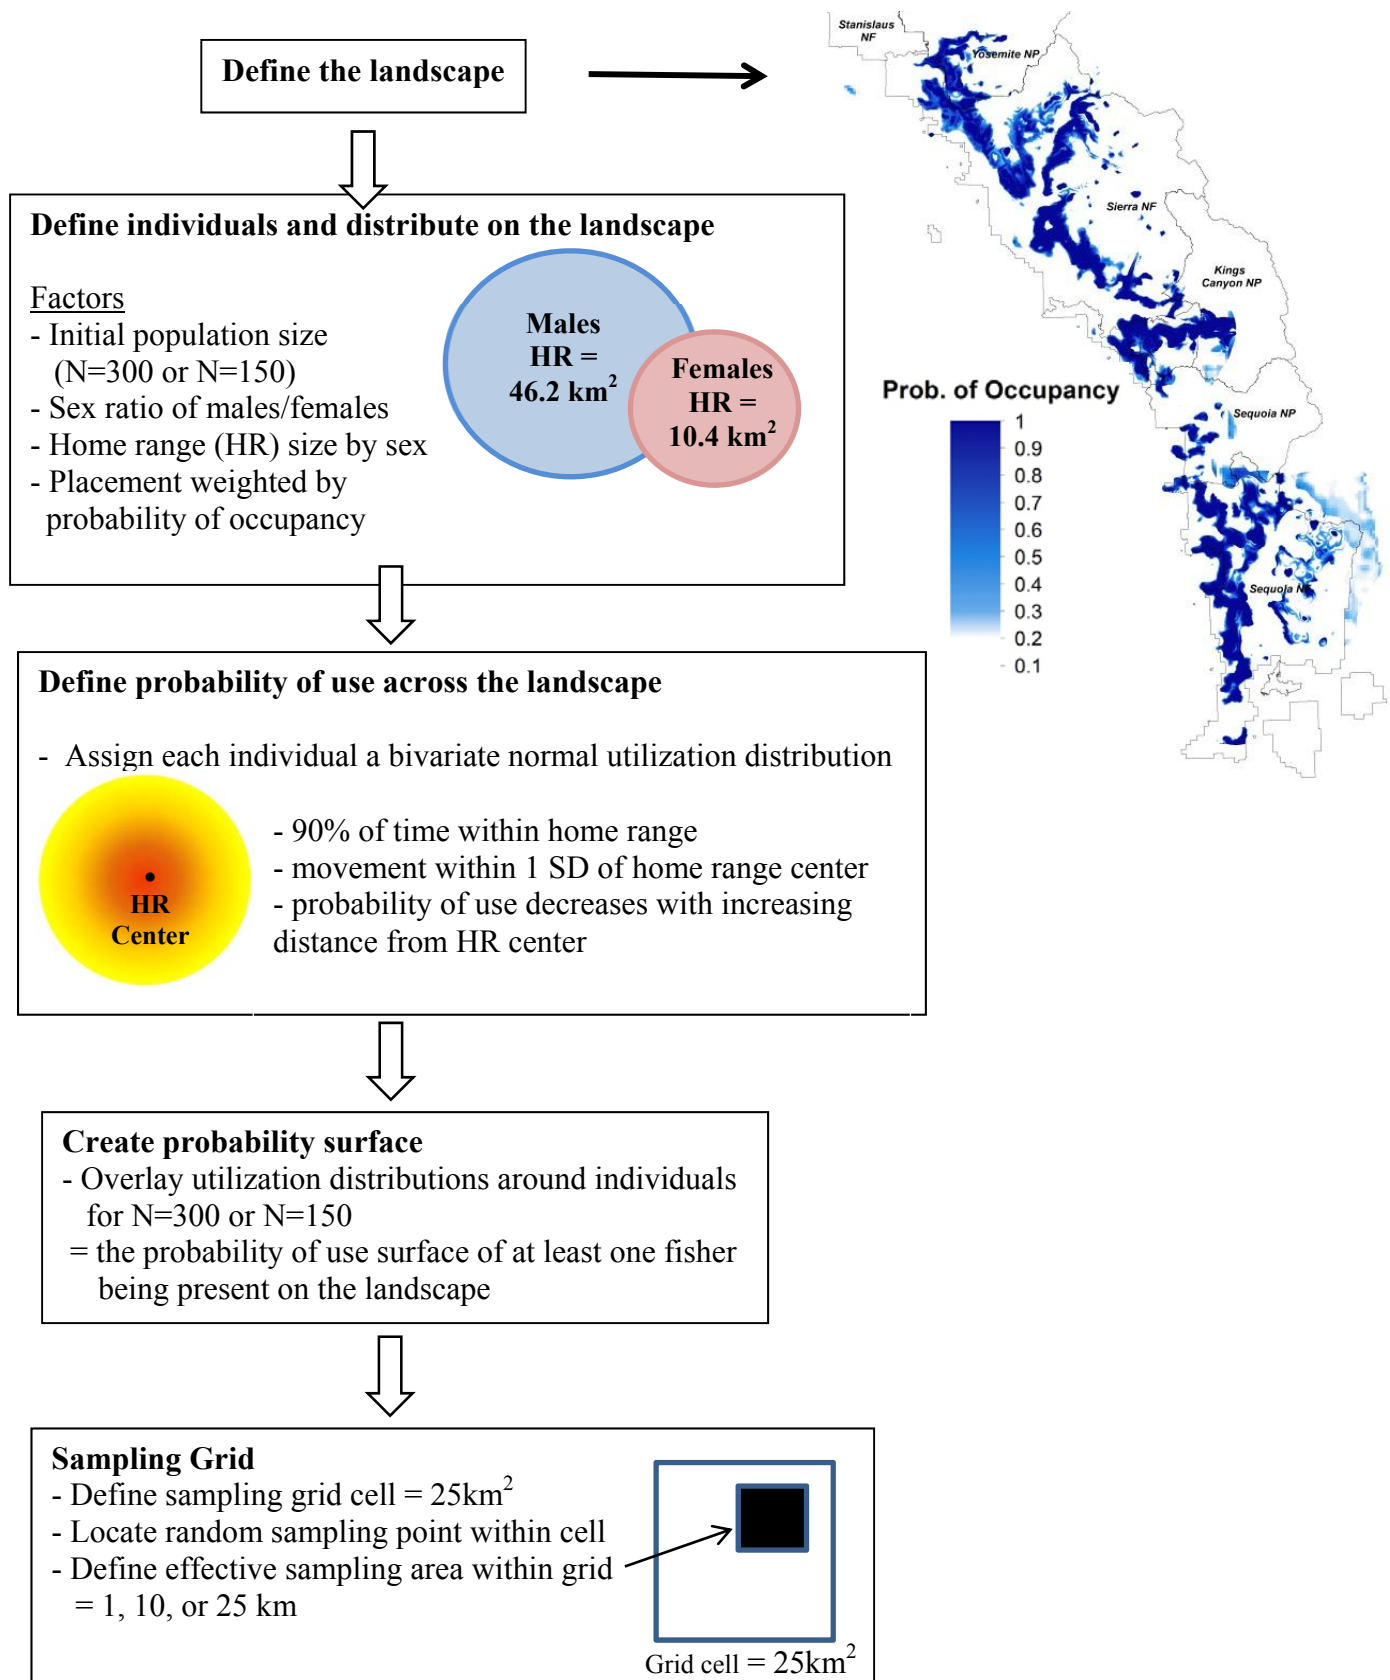 Define the landscape
Stanislaus
NF
Yosemite NP
Sierra NF
Kings
Canyon NP
Sequoia NP
Sequoia NF
Prob. of Occupancy
1
0.9
0.8
0.7
0.6
0.5
0.4
0.3
0.2
0.1
Define individuals and distribute on the landscape
Factors
- Initial population size
(N=300 or N=150)
- Sex ratio of males/females
- Home range (HR) size by sex
- Placement weighted by
probability of occupancy
Males
HR =
46.2 km²
Females
HR =
10.4 km²
Define probability of use across the landscape
- Assign each individual a bivariate normal utilization distribution
HR
Center
- 90% of time within home range
- movement within 1 SD of home range center
- probability of use decreases with increasing
distance from HR center
Create probability surface
- Overlay utilization distributions around individuals
for N=300 or N=150
= the probability of use surface of at least one fisher
being present on the landscape
Sampling Grid
- Define sampling grid cell = 25km²
- Locate random sampling point within cell
- Define effective sampling area within grid
= 1, 10, or 25 km
Grid cell = 25km²